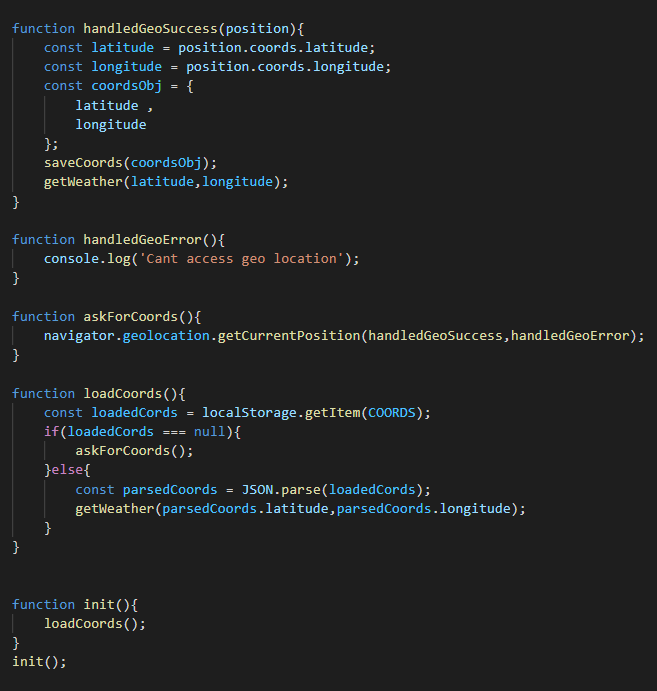 function handledGeoSuccess(position){
    const latitude = position.coords.latitude;
    const longitude = position.coords.longitude;
    const coordsObj = {
        latitude ,
        longitude
    };
    saveCoords(coordsObj);
    getWeather(latitude,longitude);
}

function handledGeoError(){
    console.log('Cant access geo location');
}

function askForCoords(){
    navigator.geolocation.getCurrentPosition(handledGeoSuccess,handledGeoError);
}

function loadCoords(){
    const loadedCords = localStorage.getItem(COORDS);
    if(loadedCords === null){
        askForCoords();
    }else{
        const parsedCoords = JSON.parse(loadedCords);
        getWeather(parsedCoords.latitude,parsedCoords.longitude);
    }
}


function init(){
    loadCoords();
}
init();